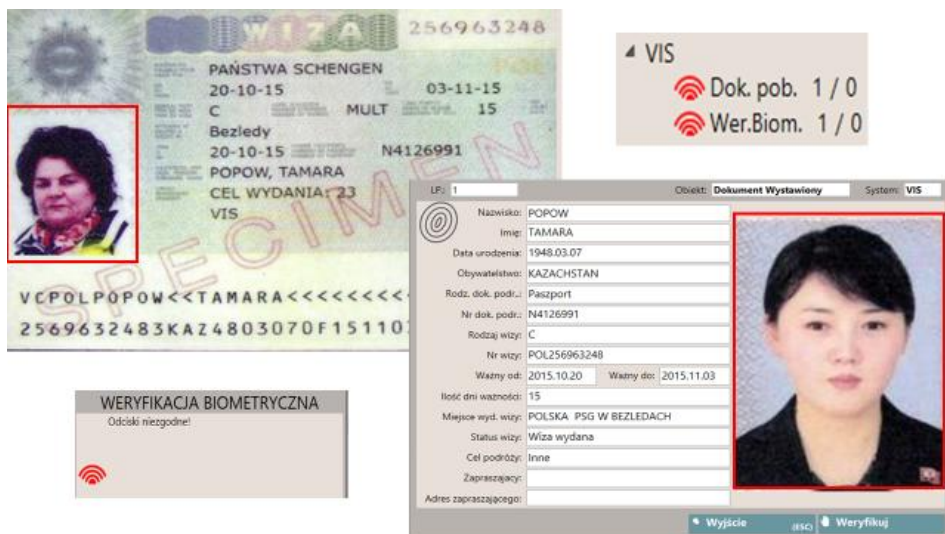 WIZA 256963248
PAŃSTWA SCHENGEN
20-10-15 03-11-15
C MULT 15
Bezledy
20-10-15 N4126991
POPOW, TAMARA
CEL WYDANIA: 23
VIS
SPECIMEN
VCPOLPOPOW<<TAMARA<<<<<<<<
2569632483KAZ4803070F15110
VIS
Dok. pob. 1 / 0
Wer.Biom. 1 / 0
LP.: 1 Obiekt: Dokument Wystawiony System: VIS
Nazwisko: POPOW
Imię: TAMARA
Data urodzenia: 1948.03.07
Obywatelstwo: KAZACHSTAN
Rodz. dok. podr.: Paszport
Nr dok. podr.: N4126991
Rodzaj wizy: C
Nr wizy: POL256963248
Ważny od: 2015.10.20 Ważny do: 2015.11.03
Ilość dni ważności: 15
Miejsce wyd. wizy: POLSKA PSG W BEZLEDACH
Status wizy: Wiza wydana
Cel podróży: Inne
Zapraszajacy:
Adres zapraszającego:
Wyjście (ESC) Weryfikuj
WERYFIKACJA BIOMETRYCZNA
Odciski niezgodne!